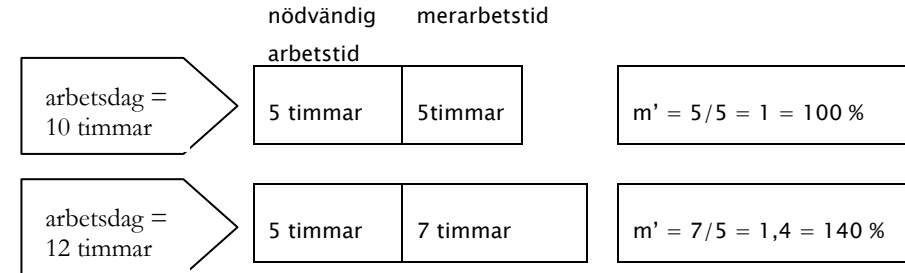 nödvändig merarbetstid
arbetstid
arbetsdag =
10 timmar
5 timmar
5timmar
m’ = 5/5 = 1 = 100 %
arbetsdag =
12 timmar
5 timmar
7 timmar
m’ = 7/5 = 1,4 = 140 %